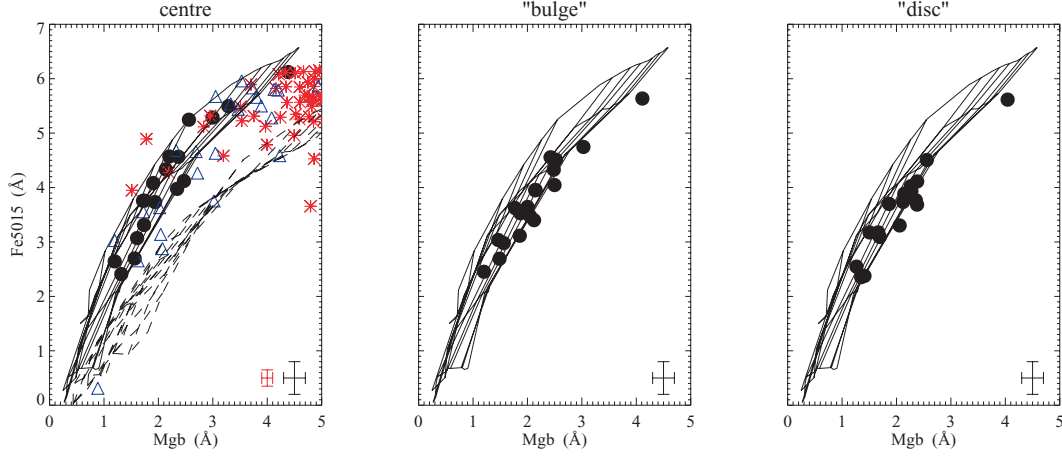 centre
"bulge"
"disc"
7
6
5
4
3
2
1
0
Fe5015 (Å)
0 1 2 3 4 5
0 1 2 3 4 5
0 1 2 3 4 5
Mgb (Å)
Mgb (Å)
Mgb (Å)